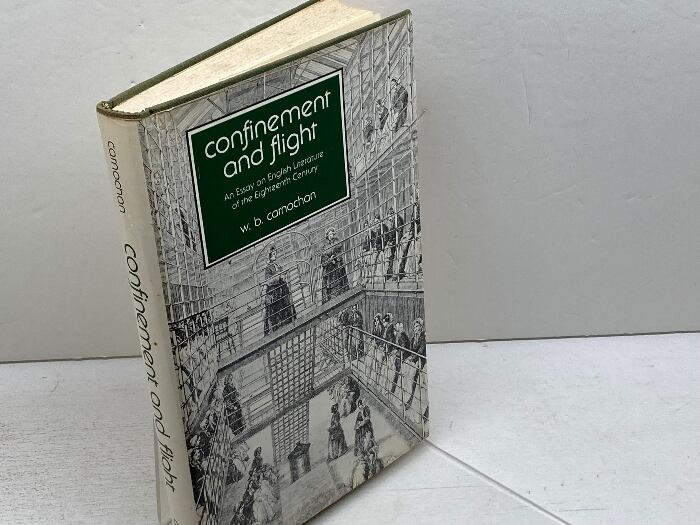 confinement
and flight
An Essay on English Literature
of the Eighteenth Century
w. b. carnochan
carnochan
confinement and flight